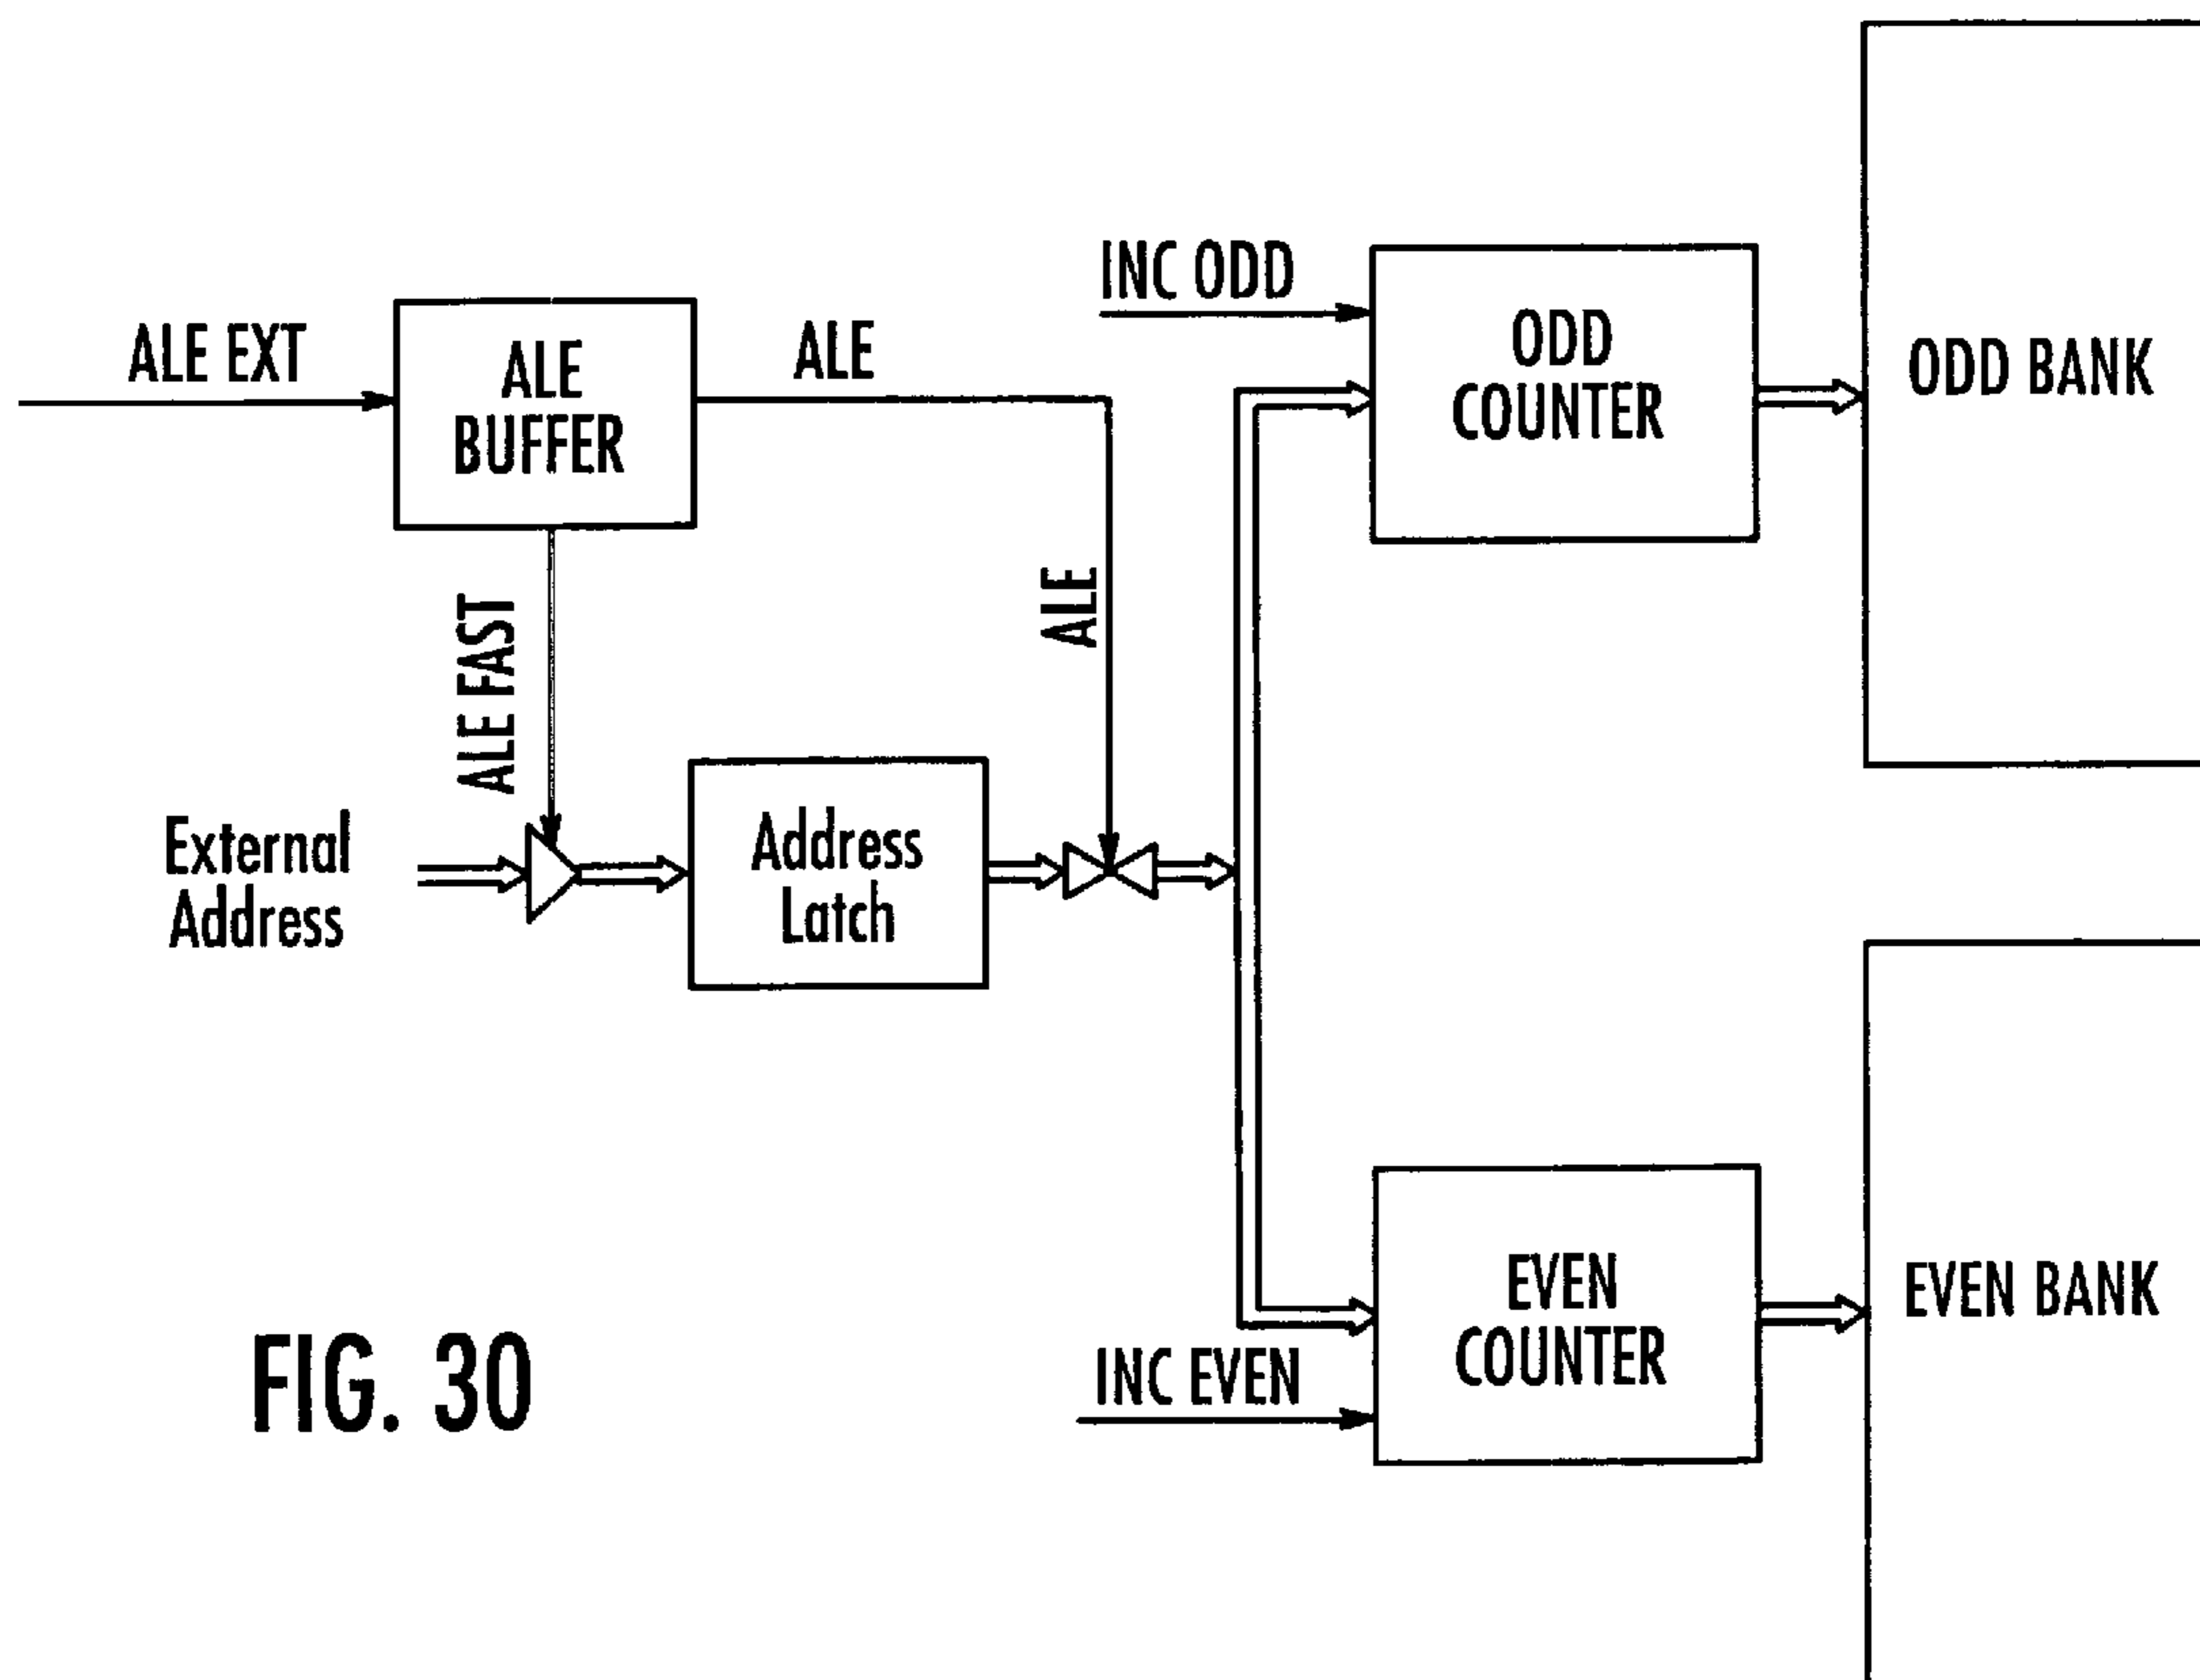 INC ODD
ALE EXT
ALE
BUFFER
ALE
ODD
COUNTER
ODD BANK
ALE FAST
ALE
External
Address
Address
Latch
EVEN
COUNTER
EVEN BANK
INC EVEN
FIG. 30